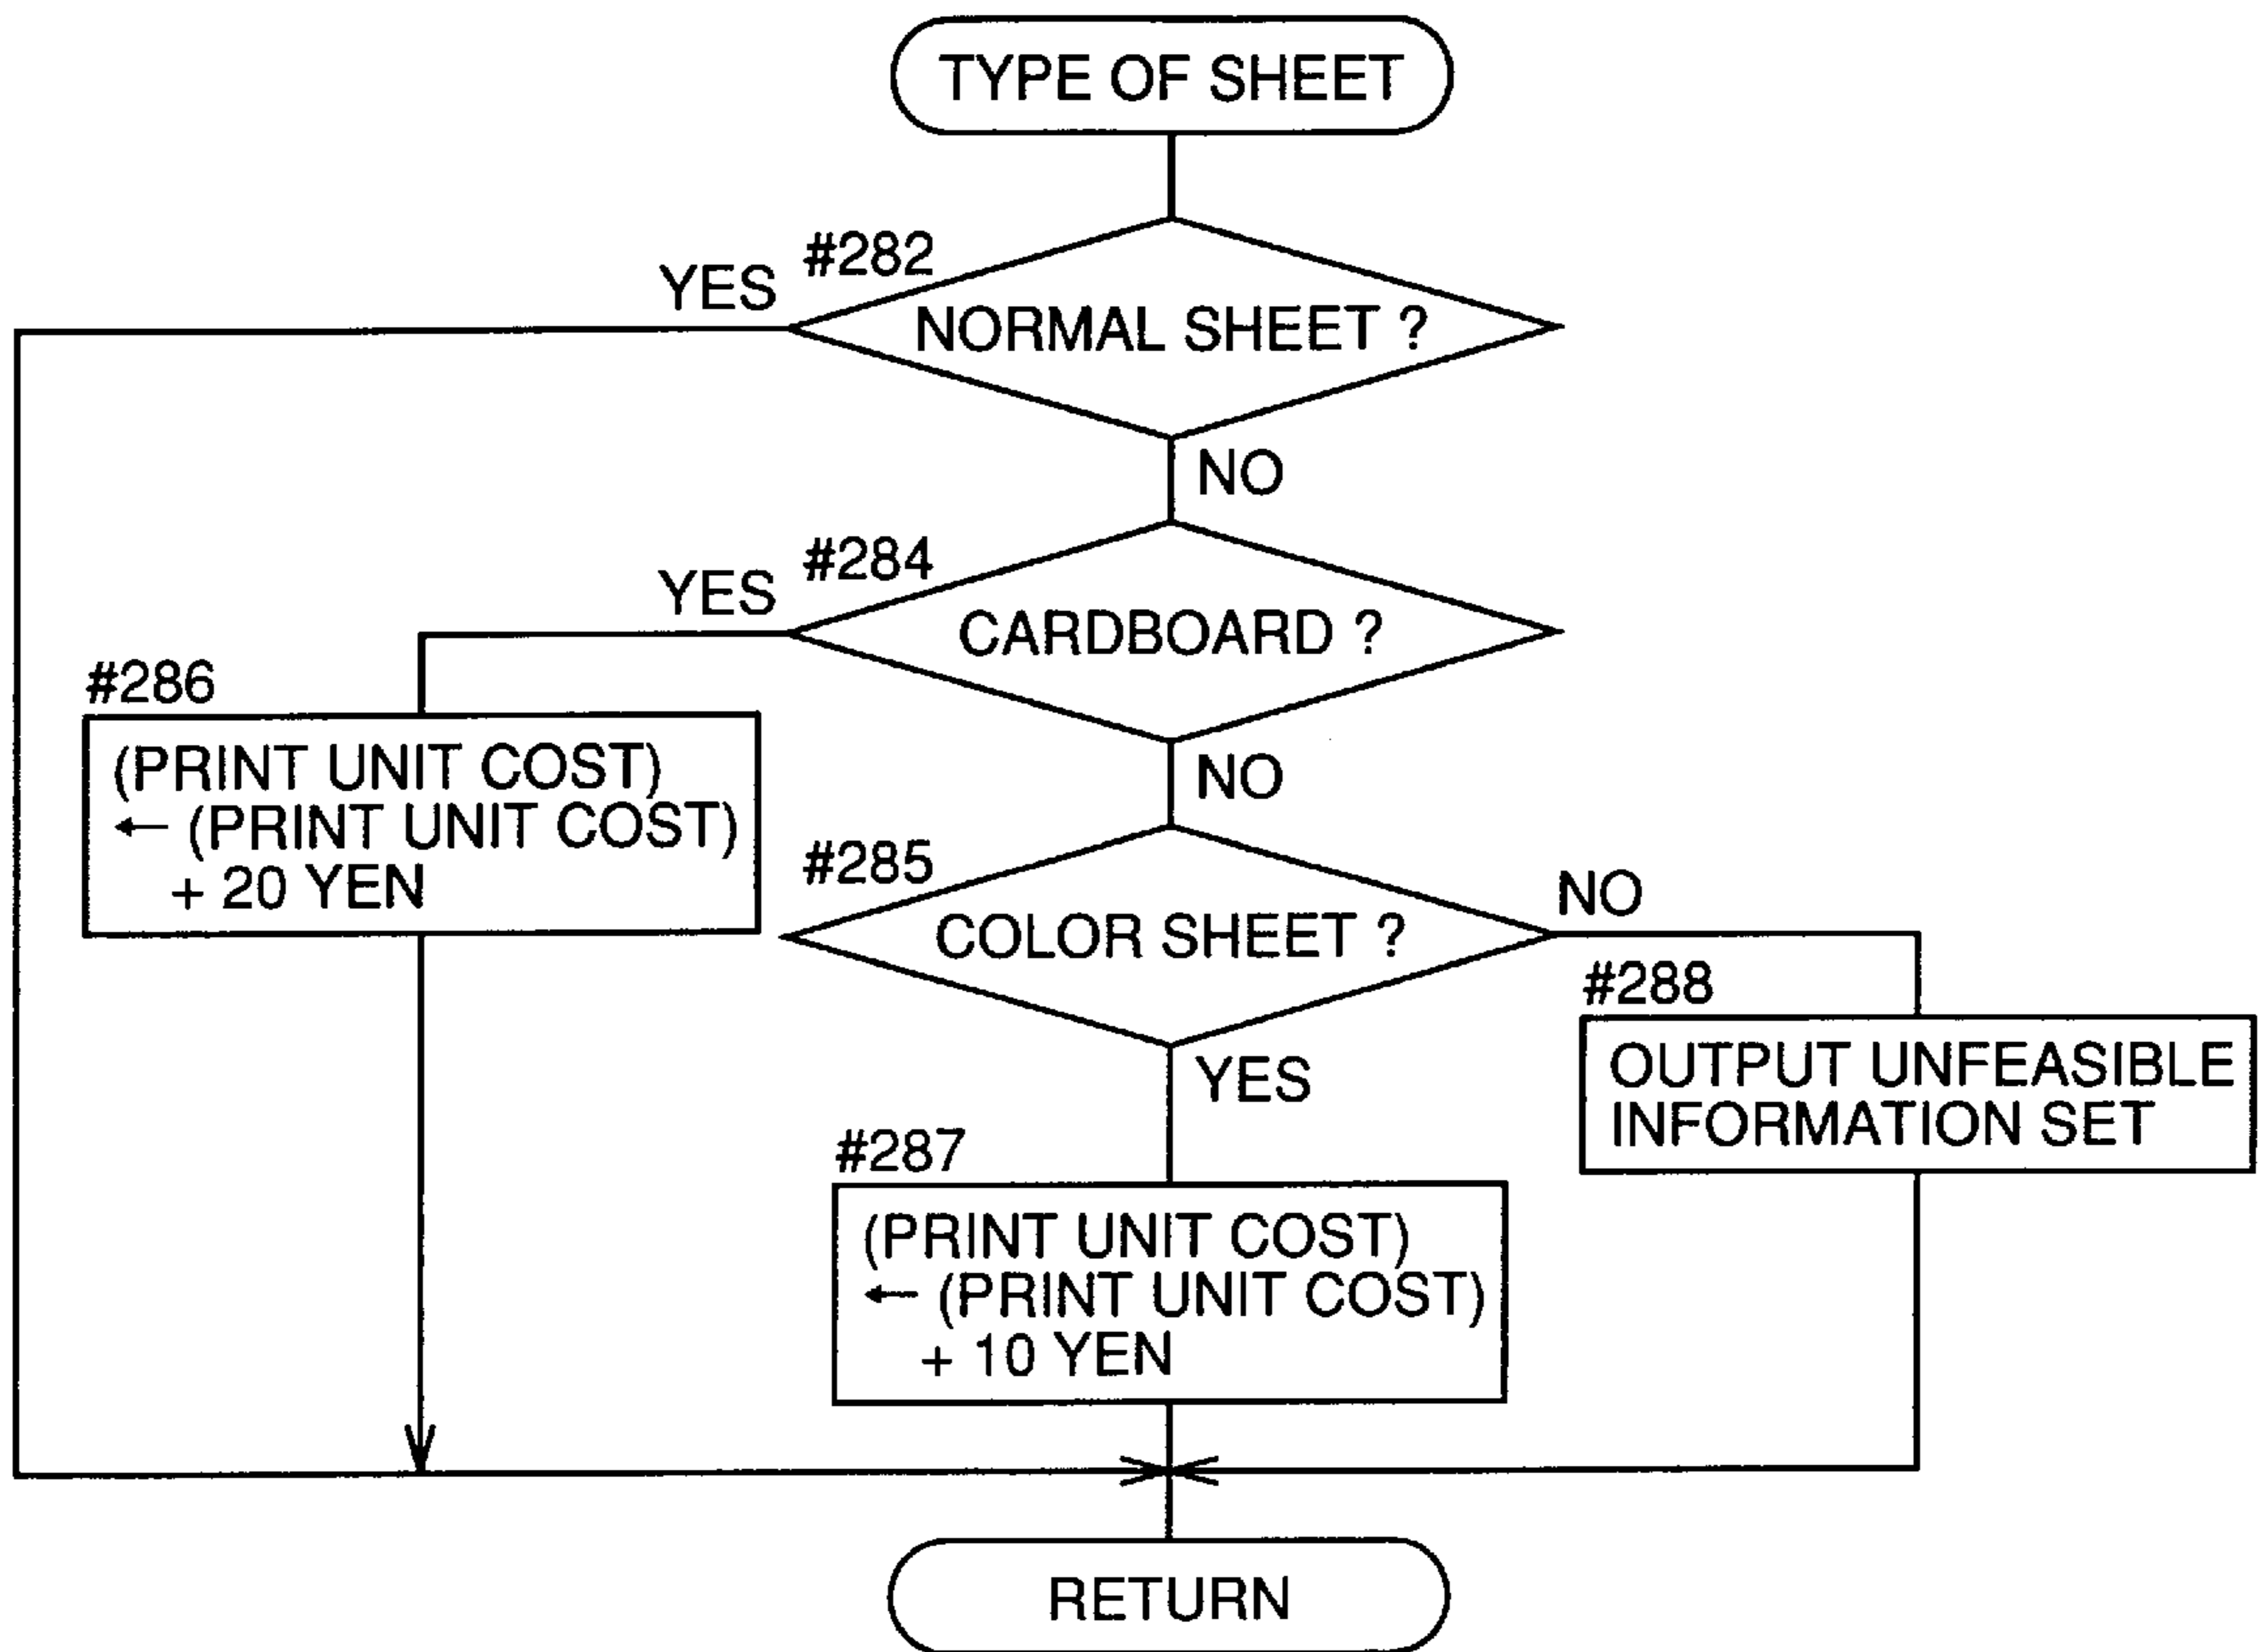 TYPE OF SHEET
#282
YES
NORMAL SHEET ?
NO
#284
YES
CARDBOARD ?
#286
(PRINT UNIT COST)
← (PRINT UNIT COST)
+ 20 YEN
NO
#285
COLOR SHEET ?
NO
#288
OUTPUT UNFEASIBLE
INFORMATION SET
YES
#287
(PRINT UNIT COST)
← (PRINT UNIT COST)
+ 10 YEN
RETURN